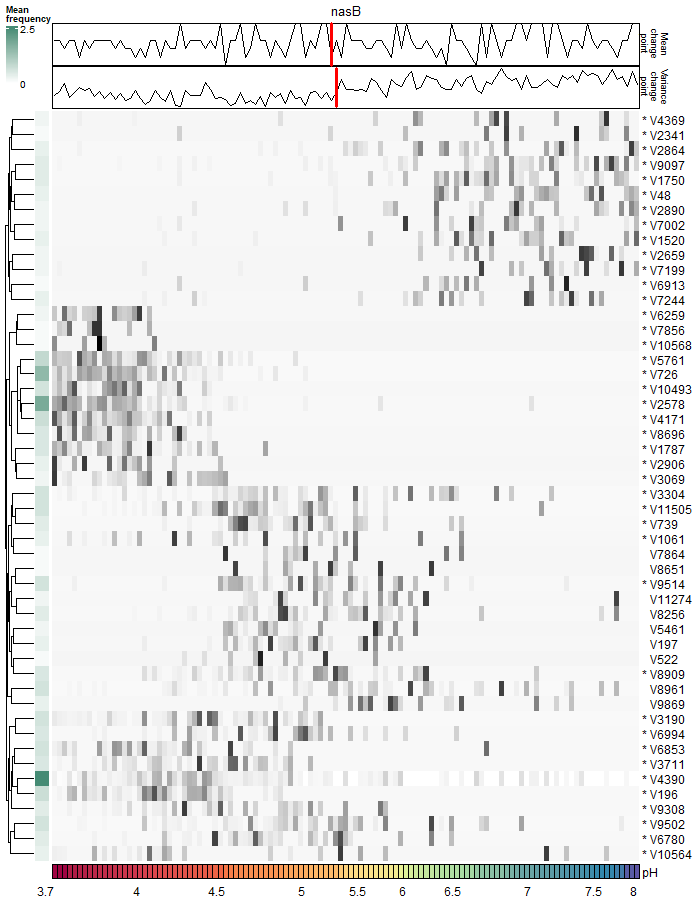 nasB
Mean
frequency
2.5
0
Mean
change
point
Variance
change
point
* V4369
* V2341
* V2864
* V9097
* V1750
* V48
* V2890
* V7002
* V1520
* V2659
* V7199
* V6913
* V7244
* V6259
* V7856
* V10568
* V5761
* V726
* V10493
* V2578
* V4171
* V8696
* V1787
* V2906
* V3069
* V3304
* V11505
* V739
* V1061
V7864
V8651
* V9514
V11274
* V8256
V5461
V197
V522
* V8909
V8961
V9869
* V3190
* V6994
* V6853
* V3711
* V4390
* V196
* V9308
* V9502
* V6780
* V10564
pH
3.7 4 4.5 5 5.5 6 6.5 7 7.5 8